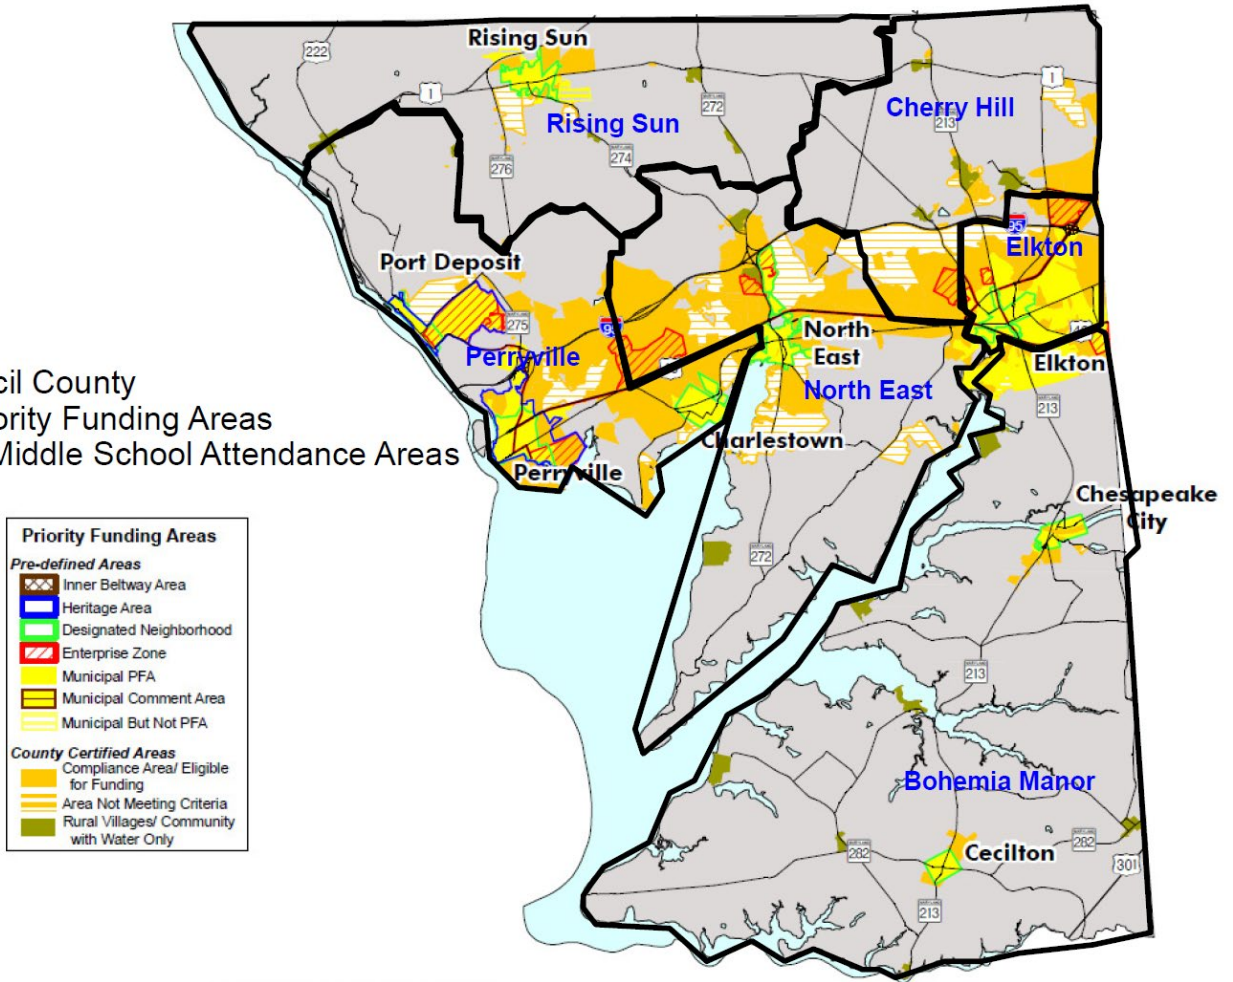 Rising Sun
222
1
1
Cherry Hill
272
213
Rising Sun
274
276
95
Elkton
Port Deposit
275
95
40
North
East
Perryville
Elkton
North East
213
cil County
ority Funding Areas
Middle School Attendance Areas
Charlestown
Perryville
Chesapeake
City
272
Priority Funding Areas
Pre-defined Areas
Inner Beltway Area
Heritage Area
Designated Neighborhood
Enterprise Zone
Municipal PFA
Municipal Comment Area
Municipal But Not PFA
County Certified Areas
Compliance Area/ Eligible
for Funding
Area Not Meeting Criteria
Rural Villages/ Community
with Water Only
213
Bohemia Manor
282
282
Cecilton
301
213